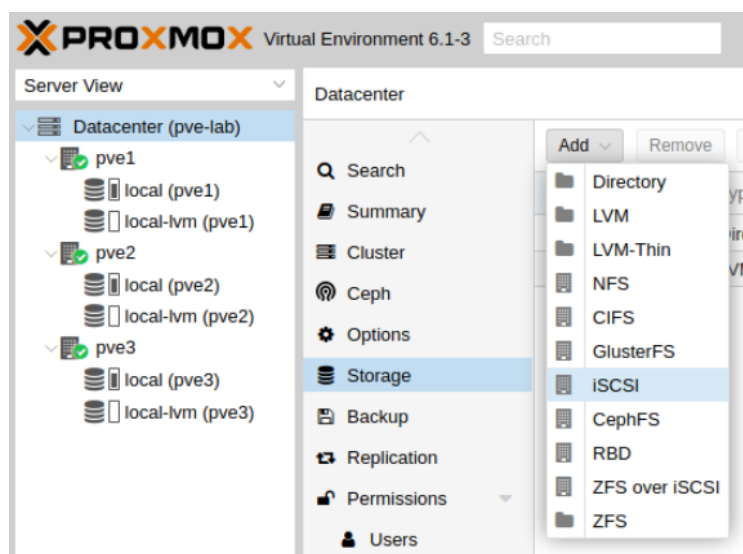 PROXMOX Virtual Environment 6.1-3 Search
Server View
Datacenter (pve-lab)
pve1
local (pve1)
local-lvm (pve1)
pve2
local (pve2)
local-lvm (pve2)
pve3
local (pve3)
local-lvm (pve3)
Datacenter
Search
Summary
Cluster
Ceph
Options
Storage
Backup
Replication
Permissions
Users
Add Remove
Directory
LVM
LVM-Thin
NFS
CIFS
GlusterFS
iSCSI
CephFS
RBD
ZFS over iSCSI
ZFS